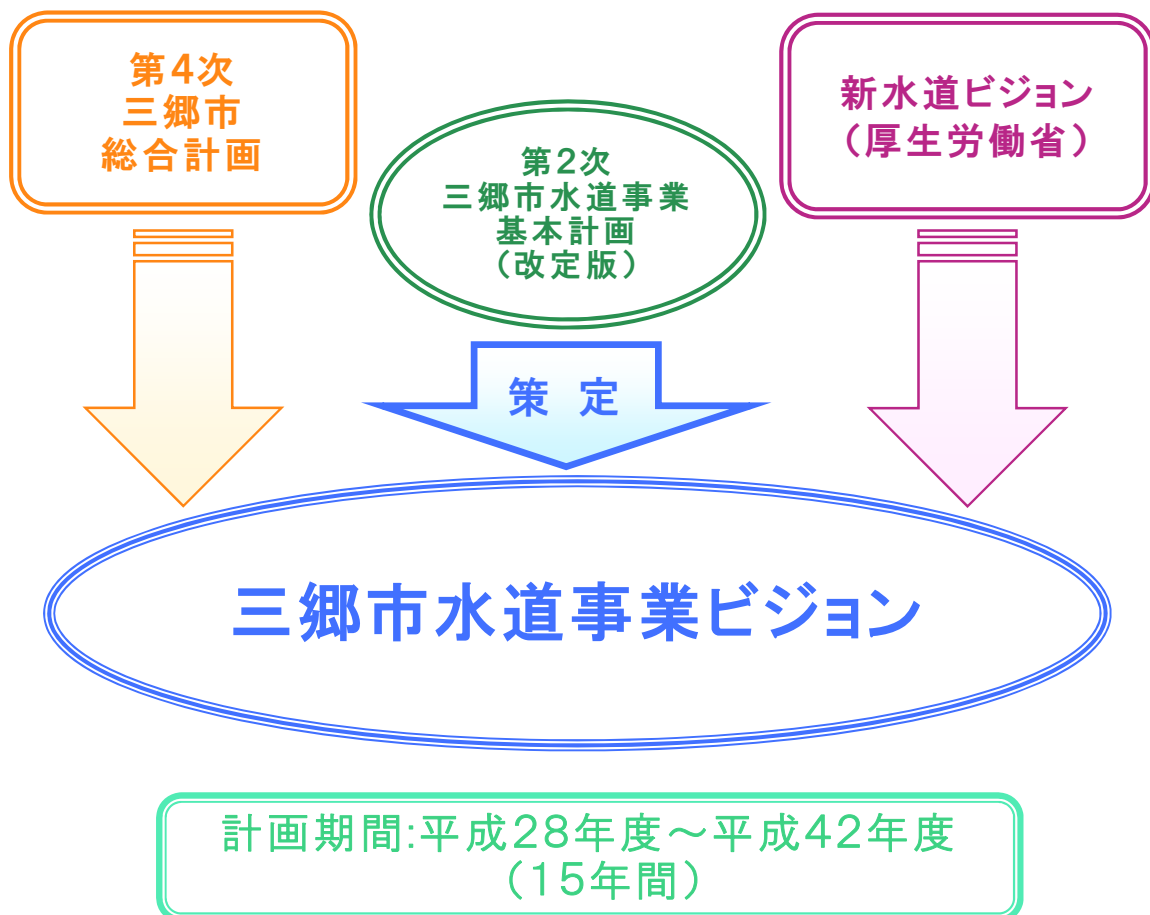 第4次
三郷市
総合計画
第2次
三郷市水道事業
基本計画
（改定版）
新水道ビジョン
（厚生労働省）
策 定
三郷市水道事業ビジョン
計画期間:平成28年度～平成42年度
（15年間）